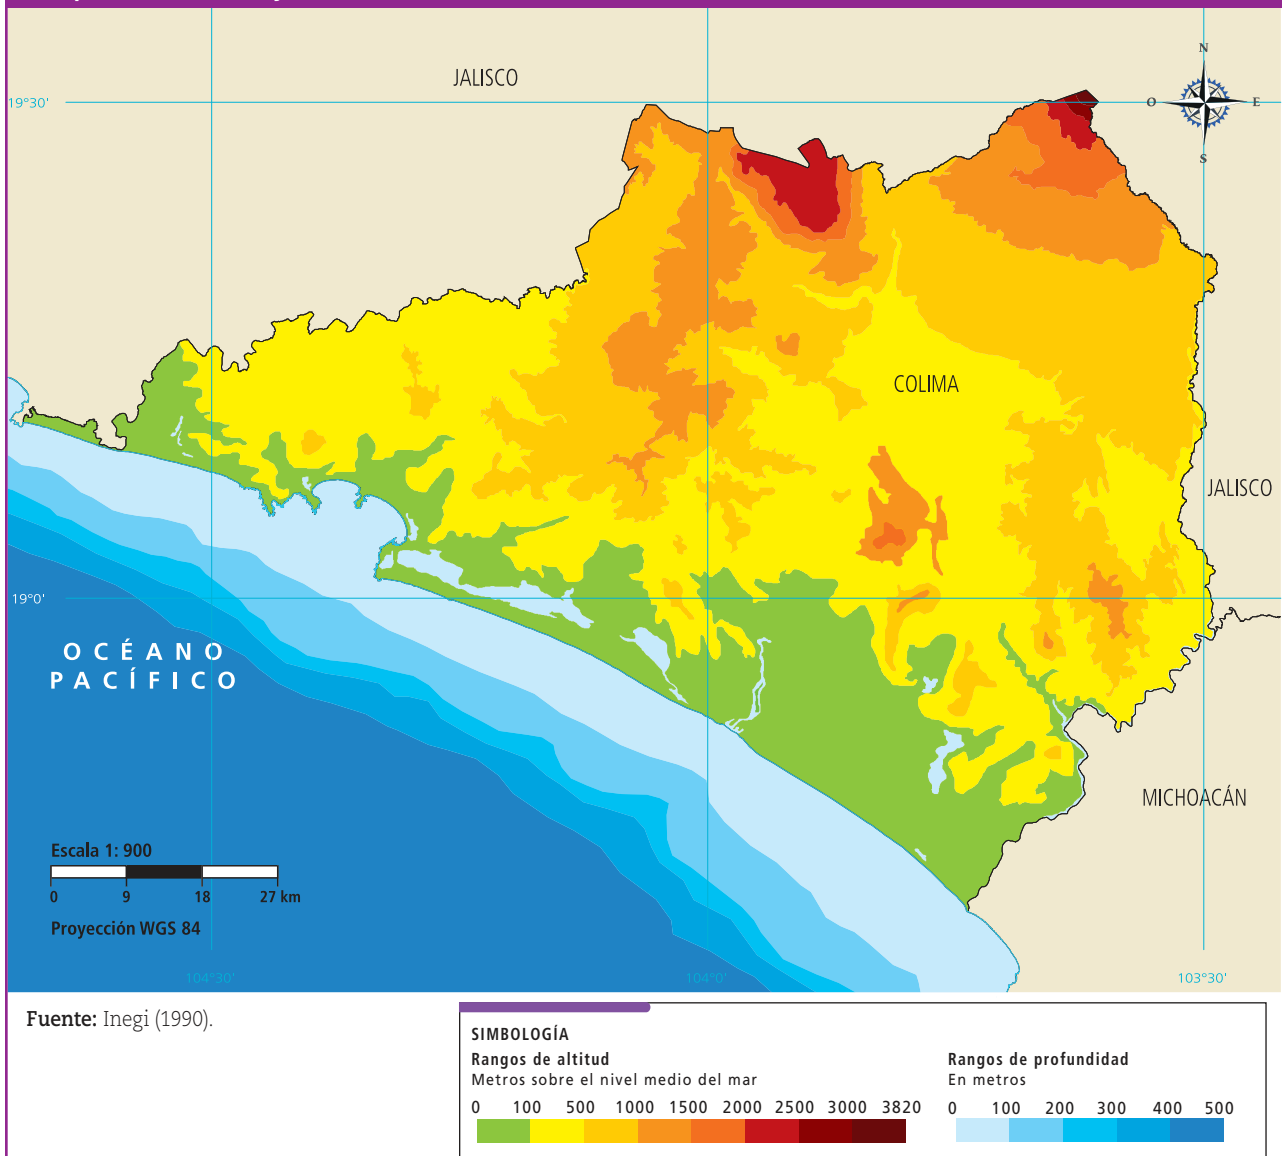 JALISCO
N
O
E
S
19°30'
COLIMA
JALISCO
19°0'
OCÉANO
PACÍFICO
MICHOACÁN
Escala 1: 900
0 9 18 27 km
Proyección WGS 84
104°30' 104°0' 103°30'
Fuente: Inegi (1990).
SIMBOLOGÍA
Rangos de altitud
Metros sobre el nivel medio del mar
0 100 500 1000 1500 2000 2500 3000 3820
Rangos de profundidad
En metros
0 100 200 300 400 500